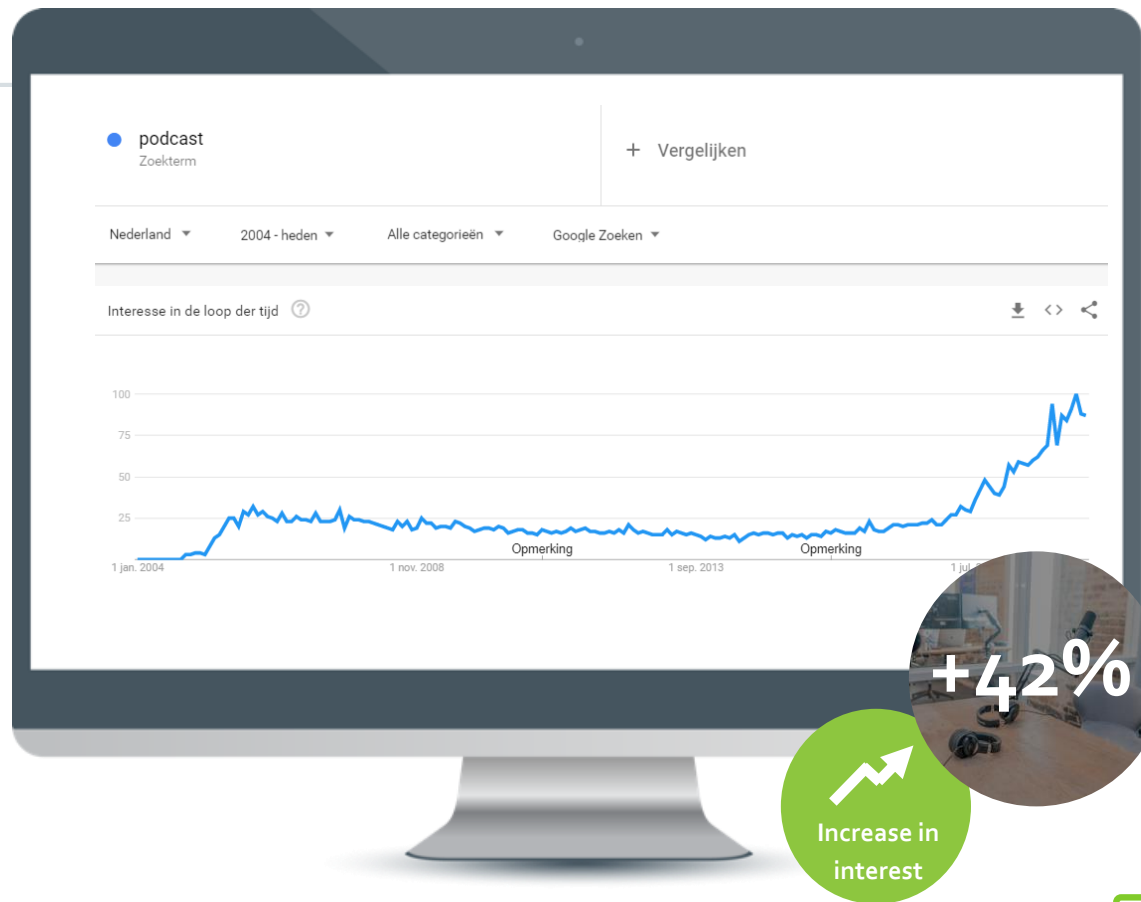 podcast
Zoekterm
+ Vergelijken
Nederland 2004 - heden Alle categorieën Google Zoeken
Interesse in de loop der tijd ?
100
75
50
25
Opmerking Opmerking
1 jan. 2004 1 nov. 2008 1 sep. 2013 1 jul.
+42%
Increase in
interest